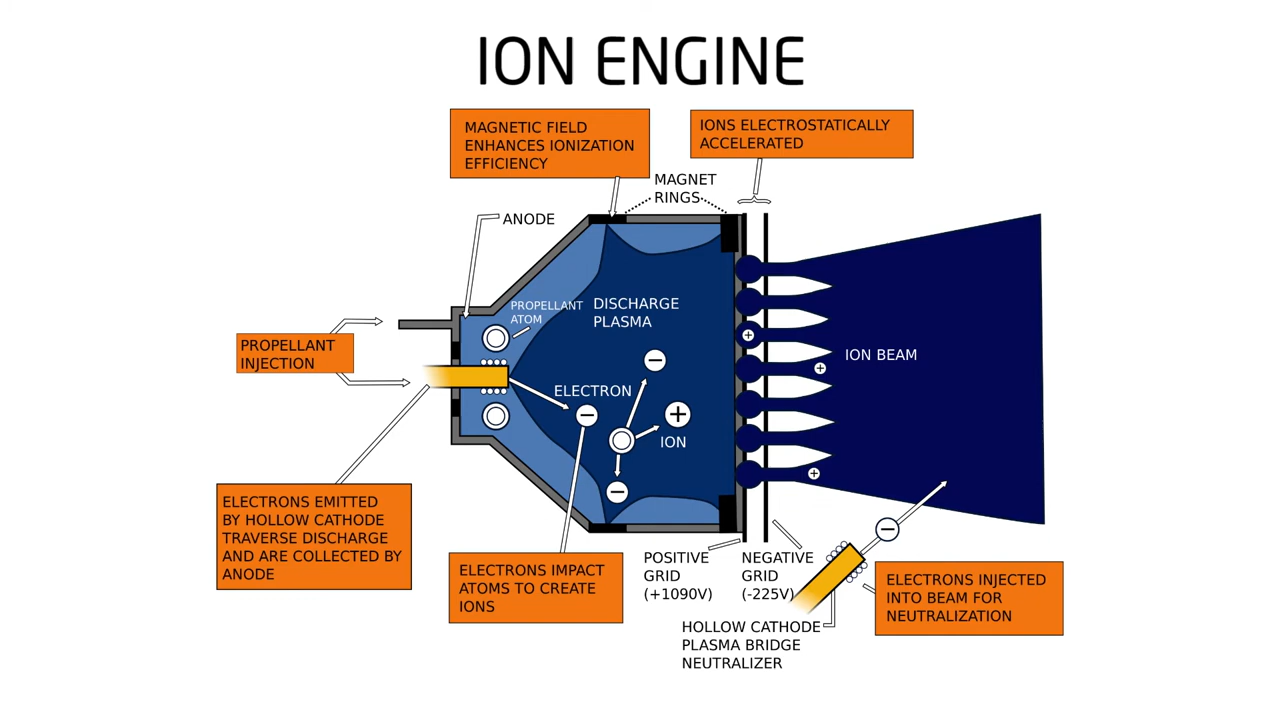 ION ENGINE
MAGNETIC FIELD
ENHANCES IONIZATION
EFFICIENCY
IONS ELECTROSTATICALLY
ACCELERATED
MAGNET
RINGS
ANODE
PROPELLANT
ATOM
DISCHARGE
PLASMA
PROPELLANT
INJECTION
ION BEAM
ELECTRON
ION
ELECTRONS EMITTED
BY HOLLOW CATHODE
TRAVERSE DISCHARGE
AND ARE COLLECTED BY
ANODE
ELECTRONS IMPACT
ATOMS TO CREATE
IONS
POSITIVE
GRID
(+1090V)
NEGATIVE
GRID
(-225V)
ELECTRONS INJECTED
INTO BEAM FOR
NEUTRALIZATION
HOLLOW CATHODE
PLASMA BRIDGE
NEUTRALIZER